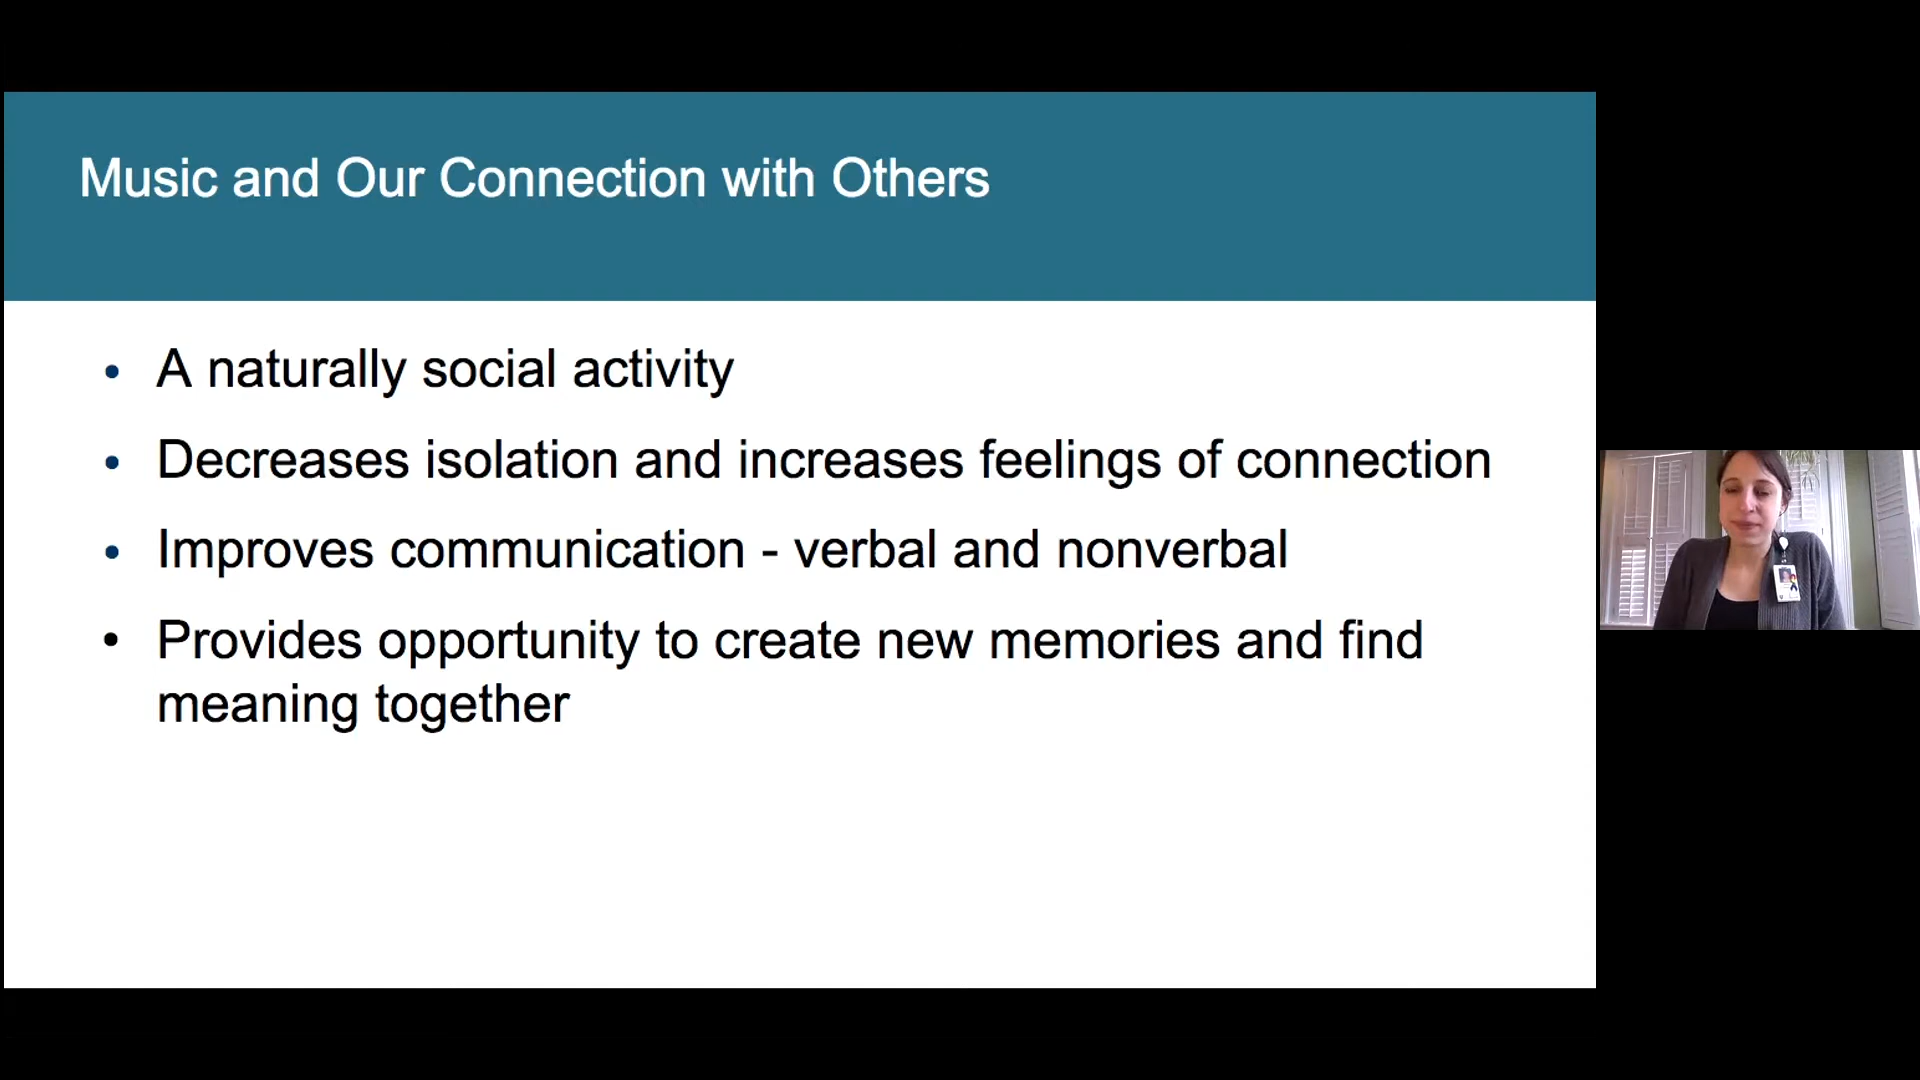 Music and Our Connection with Others
• A naturally social activity
• Decreases isolation and increases feelings of connection
• Improves communication - verbal and nonverbal
• Provides opportunity to create new memories and find
meaning together